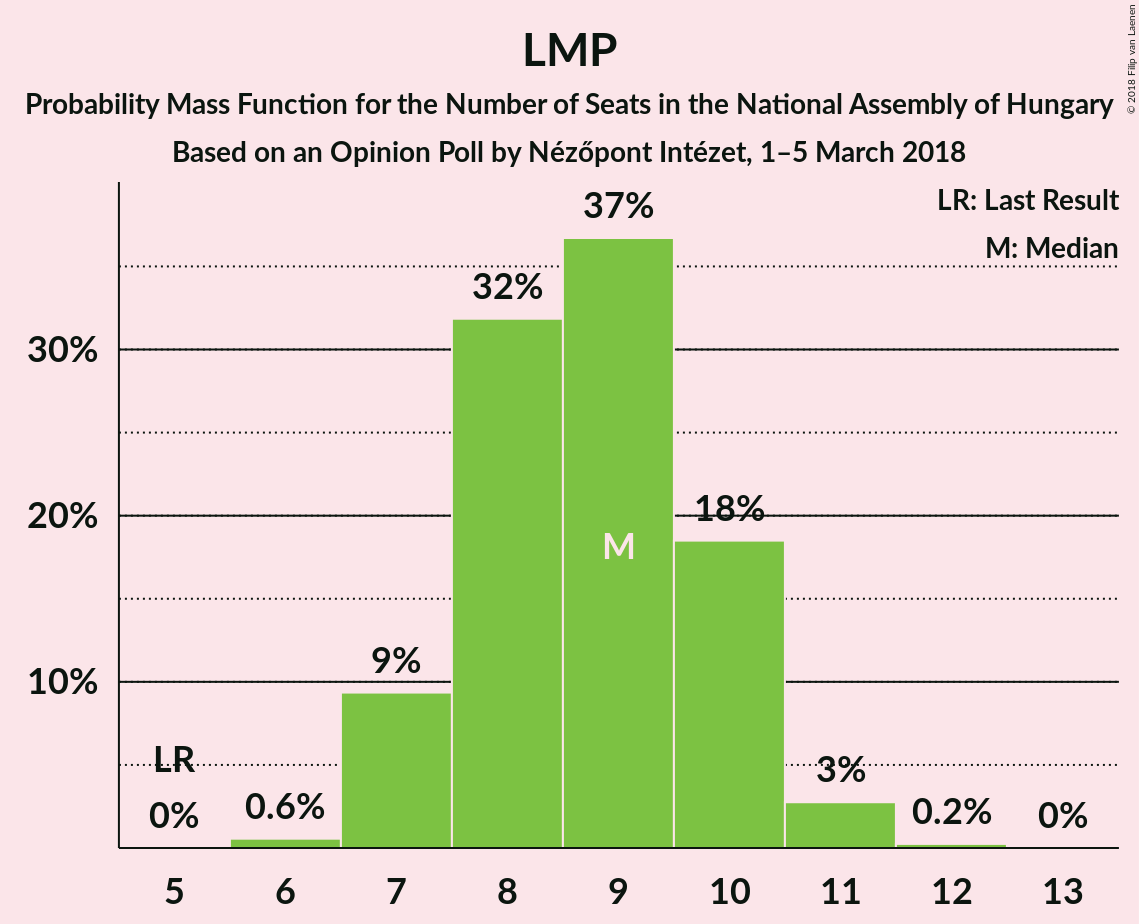 LMP
Probability Mass Function for the Number of Seats in the National Assembly of Hungary
Based on an Opinion Poll by Nézőpont Intézet, 1–5 March 2018
© 2018 Filip van Laenen
LR: Last Result
M: Median
37%
32%
30%
20%
18%
M
10%
9%
LR
3%
0%
0.6%
0.2%
0%
5 6 7 8 9 10 11 12 13